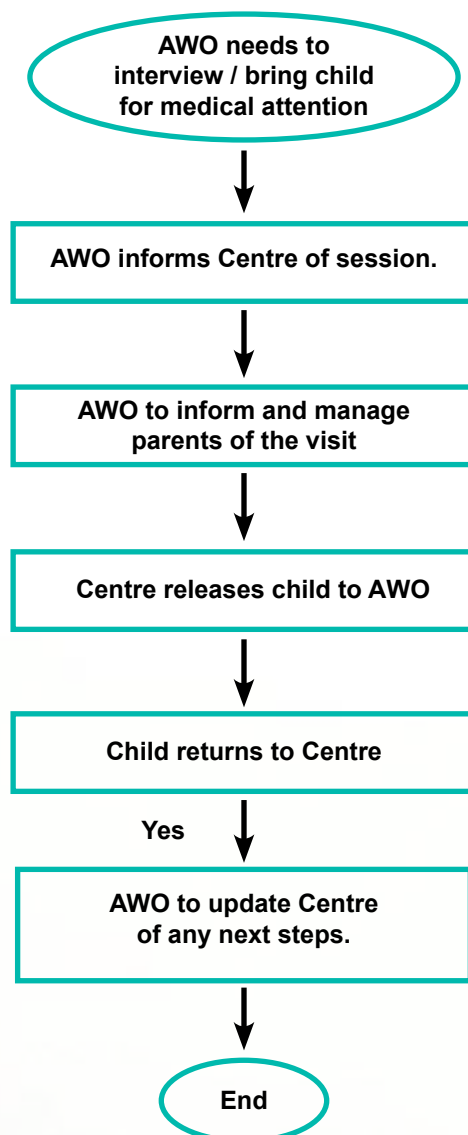 AWO needs to
interview / bring child
for medical attention
AWO informs Centre of session.
AWO to inform and manage
parents of the visit
Centre releases child to AWO
Child returns to Centre
Yes
AWO to update Centre
of any next steps.
End